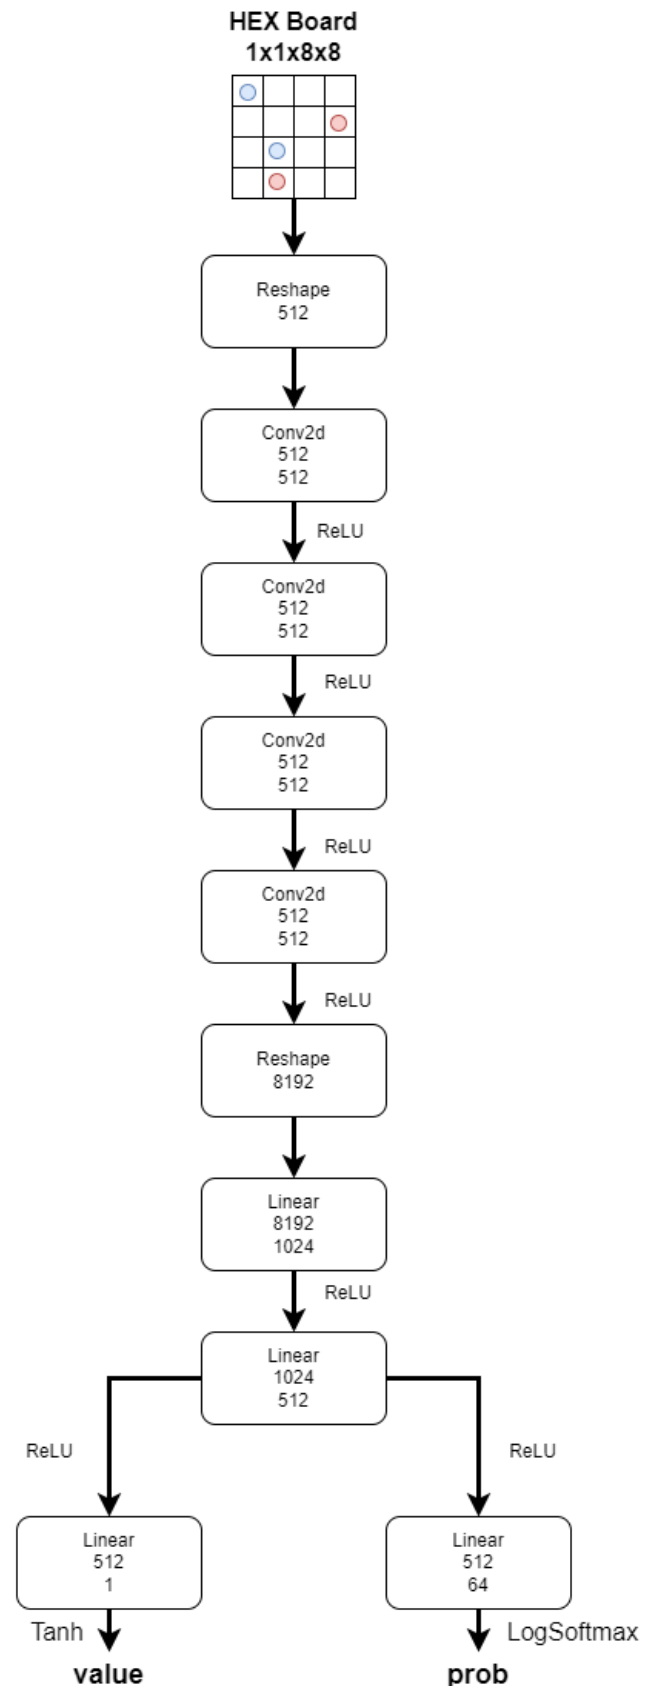 HEX Board
1x1x8x8
Reshape
512
Conv2d
512
512
ReLU
Conv2d
512
512
ReLU
Conv2d
512
512
ReLU
Conv2d
512
512
ReLU
Reshape
8192
Linear
8192
1024
ReLU
Linear
1024
512
ReLU
ReLU
Linear
512
1
Linear
512
64
Tanh
LogSoftmax
value
prob